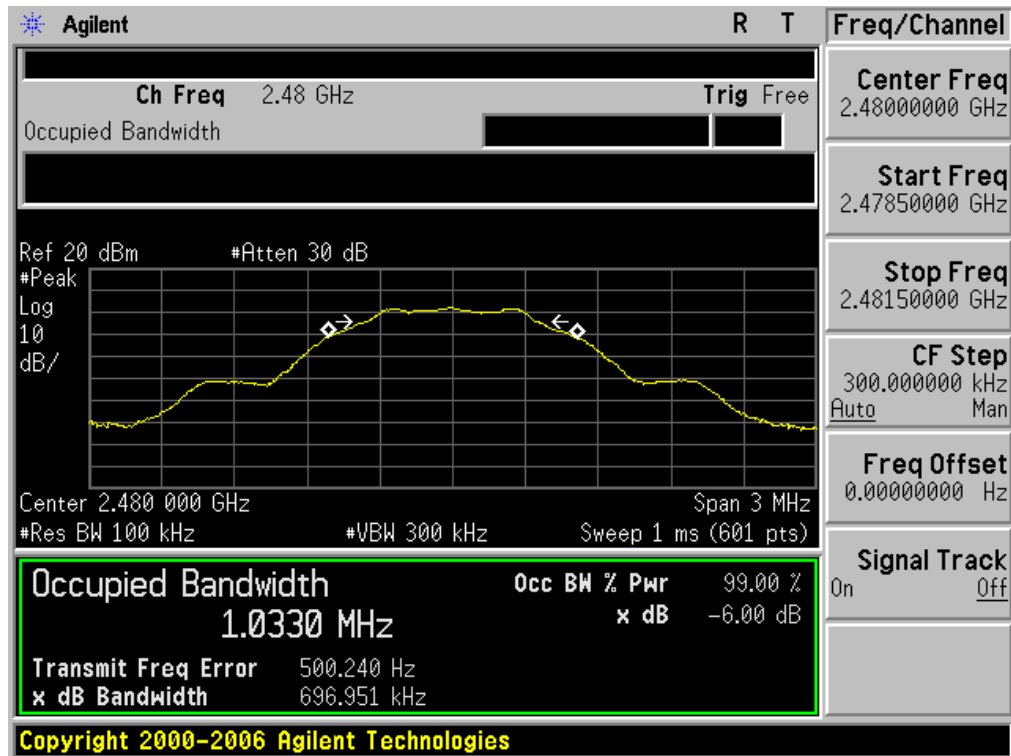 Agilent R T
Ch Freq 2.48 GHz Trig Free
Occupied Bandwidth
Ref 20 dBm #Atten 30 dB
#Peak
Log
10
dB/
Center 2.480 000 GHz Span 3 MHz
#Res BW 100 kHz #VBW 300 kHz Sweep 1 ms (601 pts)
Occupied Bandwidth
1.0330 MHz
Occ BW % Pwr 99.00 %
x dB -6.00 dB
Transmit Freq Error 500.240 Hz
x dB Bandwidth 696.951 kHz
Copyright 2000-2006 Agilent Technologies
Freq/Channel
Center Freq
2.48000000 GHz
Start Freq
2.47850000 GHz
Stop Freq
2.48150000 GHz
CF Step
300.000000 kHz
Auto Man
Freq Offset
0.00000000 Hz
Signal Track
On Off